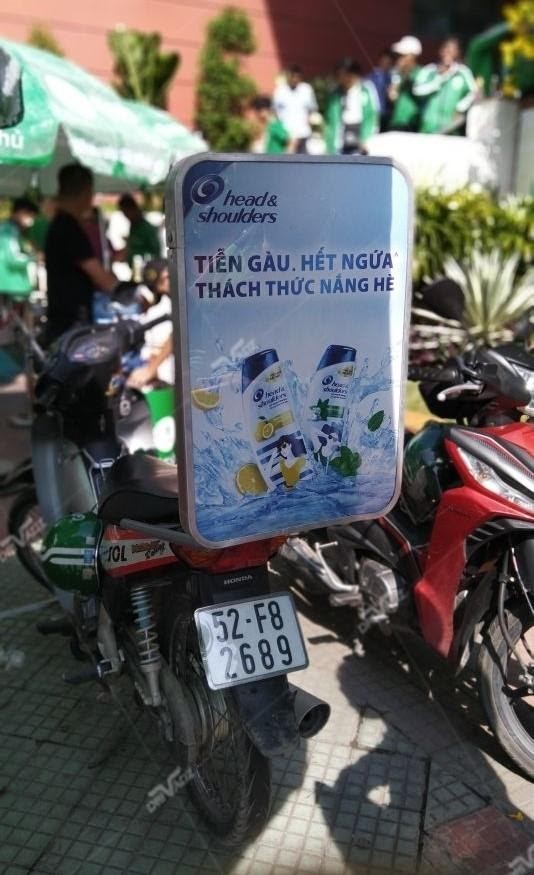 head&
shoulders
TIỄN GÀU. HẾT NGỨA^
THÁCH THỨC NẮNG HÈ
head&
shoulders
head&
shoulders
HONDA
52-F8
2689